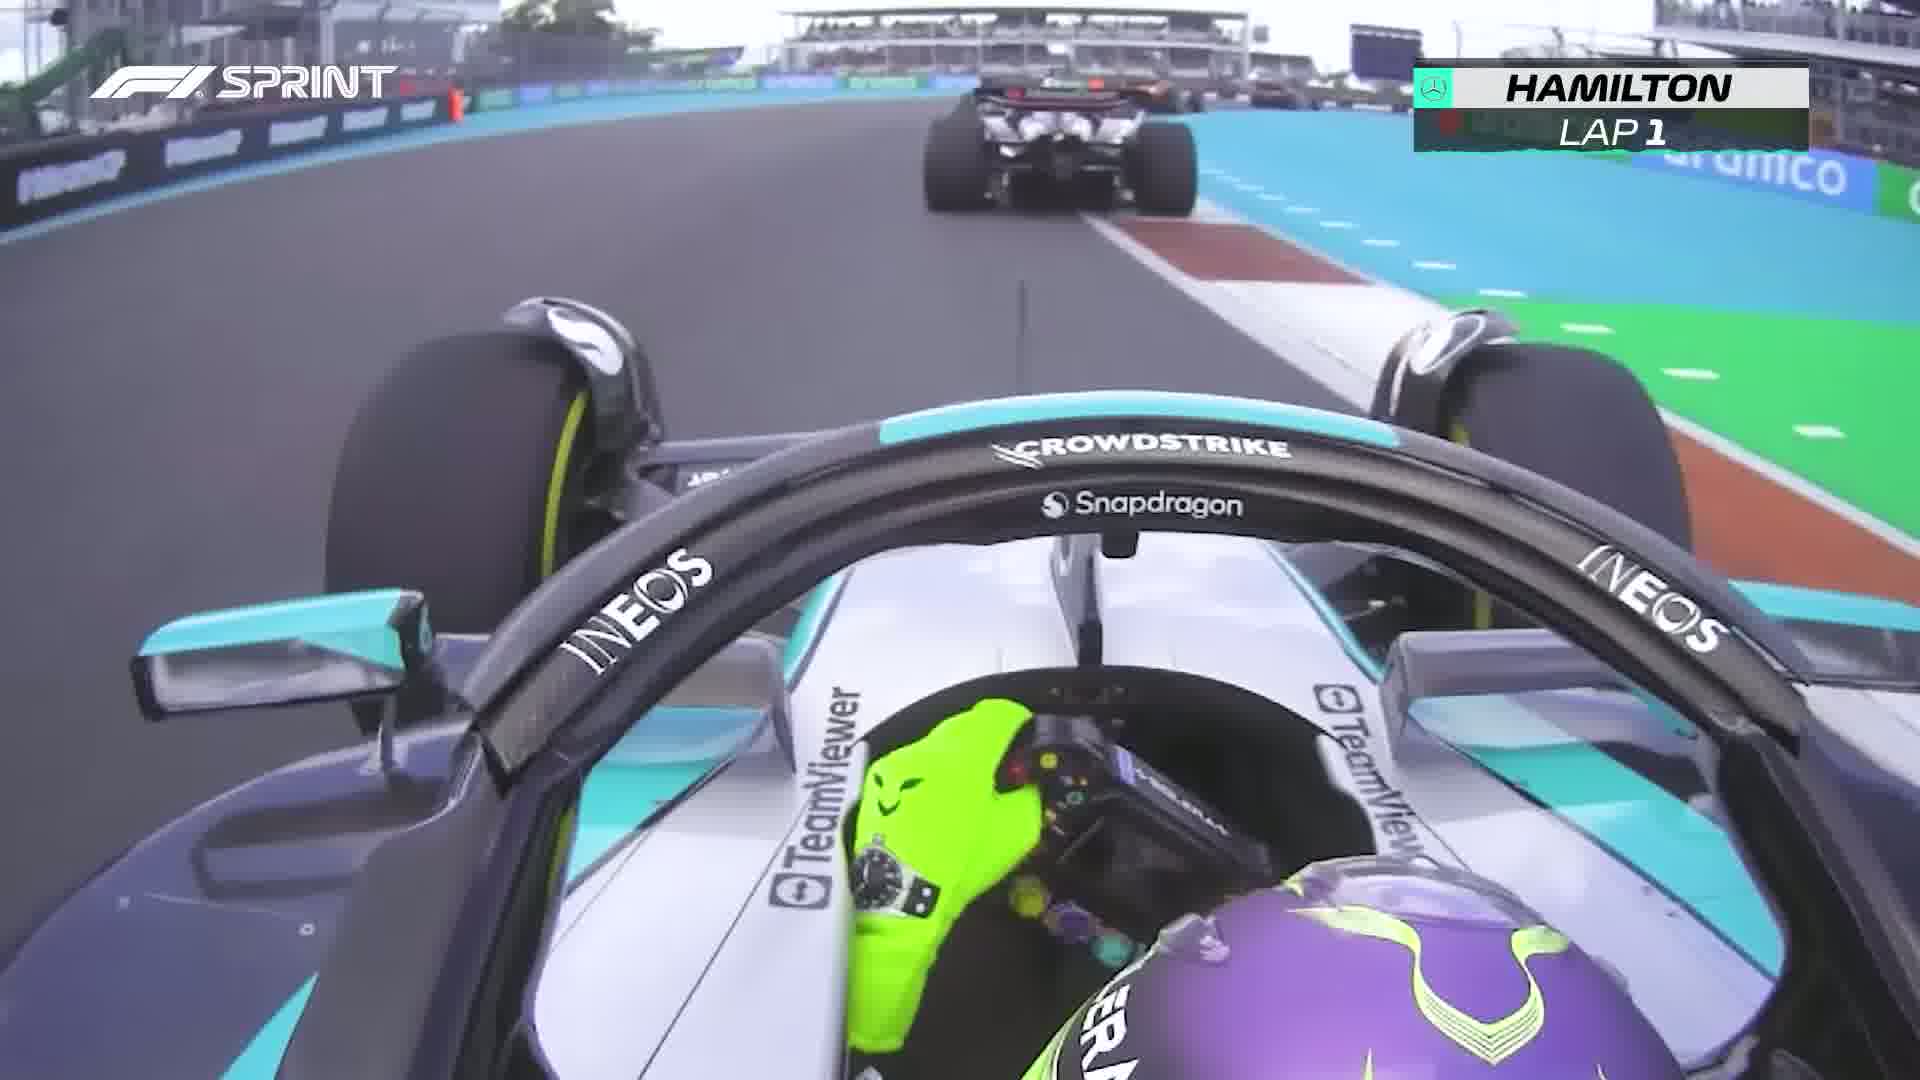 F1 SPRINT
HAMILTON
LAP 1
aramco
CROWDSTRIKE
Snapdragon
INEOS
INEOS
TeamViewer
TeamViewer